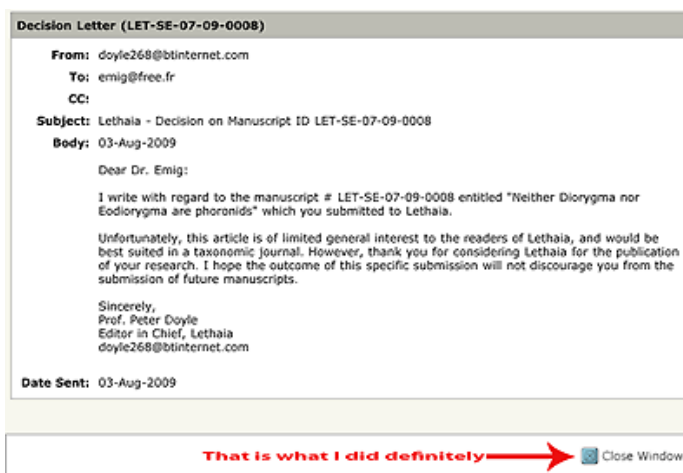 Decision Letter (LET-SE-07-09-0008)
From: doyle268@btinternet.com
To: emig@free.fr
CC:
Subject: Lethaia - Decision on Manuscript ID LET-SE-07-09-0008
Body: 03-Aug-2009
Dear Dr. Emig:
I write with regard to the manuscript # LET-SE-07-09-0008 entitled "Neither Diorygma nor
Eodiorygma are phoronids" which you submitted to Lethaia.
Unfortunately, this article is of limited general interest to the readers of Lethaia, and would be
best suited in a taxonomic journal. However, thank you for considering Lethaia for the publication
of your research. I hope the outcome of this specific submission will not discourage you from the
submission of future manuscripts.
Sincerely,
Prof. Peter Doyle
Editor in Chief, Lethaia
doyle268@btinternet.com
Date Sent: 03-Aug-2009
That is what I did definitely Close Window